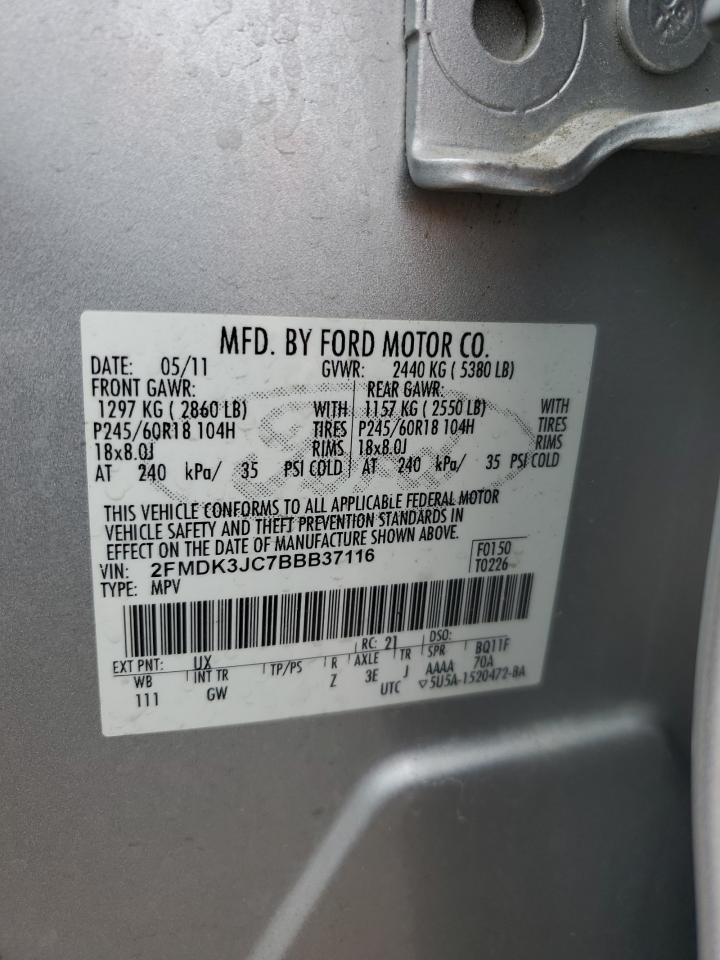 MFD. BY FORD MOTOR CO.
DATE: 05/11 GVWR: 2440 KG ( 5380 LB)
FRONT GAWR: REAR GAWR:
1297 KG ( 2860 LB) WITH 1157 KG ( 2550 LB) WITH
P245/60R18 104H TIRES P245/60R18 104H TIRES
18x8.0J RIMS 18x8.0J RIMS
AT 240 kPa/ 35 PSI COLD AT 240 kPa/ 35 PSI COLD
THIS VEHICLE CONFORMS TO ALL APPLICABLE FEDERAL MOTOR
VEHICLE SAFETY AND THEFT PREVENTION STANDARDS IN
EFFECT ON THE DATE OF MANUFACTURE SHOWN ABOVE.
VIN: 2FMDK3JC7BBB37116 F0150
TYPE: MPV T0226
EXT PNT: UX RC: 21 DSO: BQ11F
WB INT TR TP/PS R AXLE TR SPR 70A
111 GW Z 3E J AAAA
UTC ▽5U5A-1520472-BA